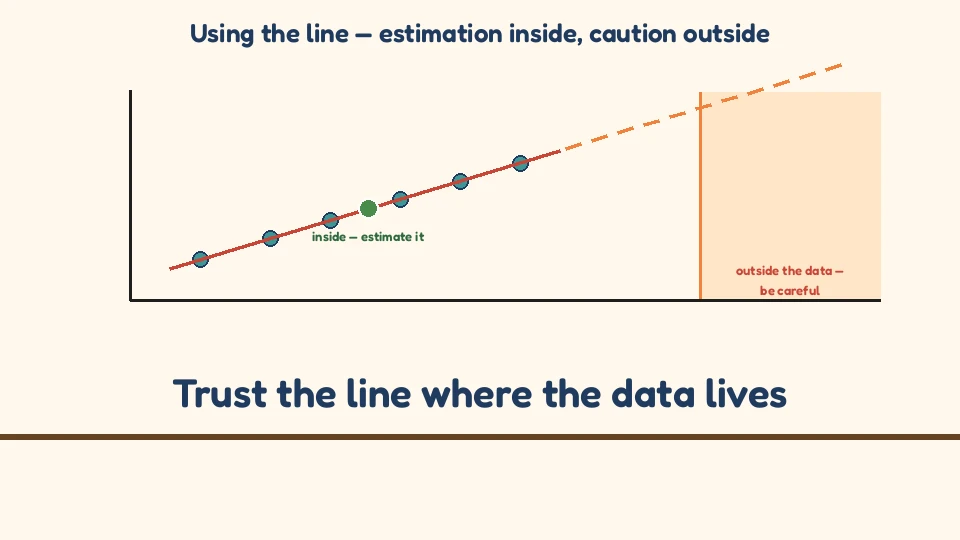 Using the line — estimation inside, caution outside
inside — estimate it
outside the data —
be careful
Trust the line where the data lives